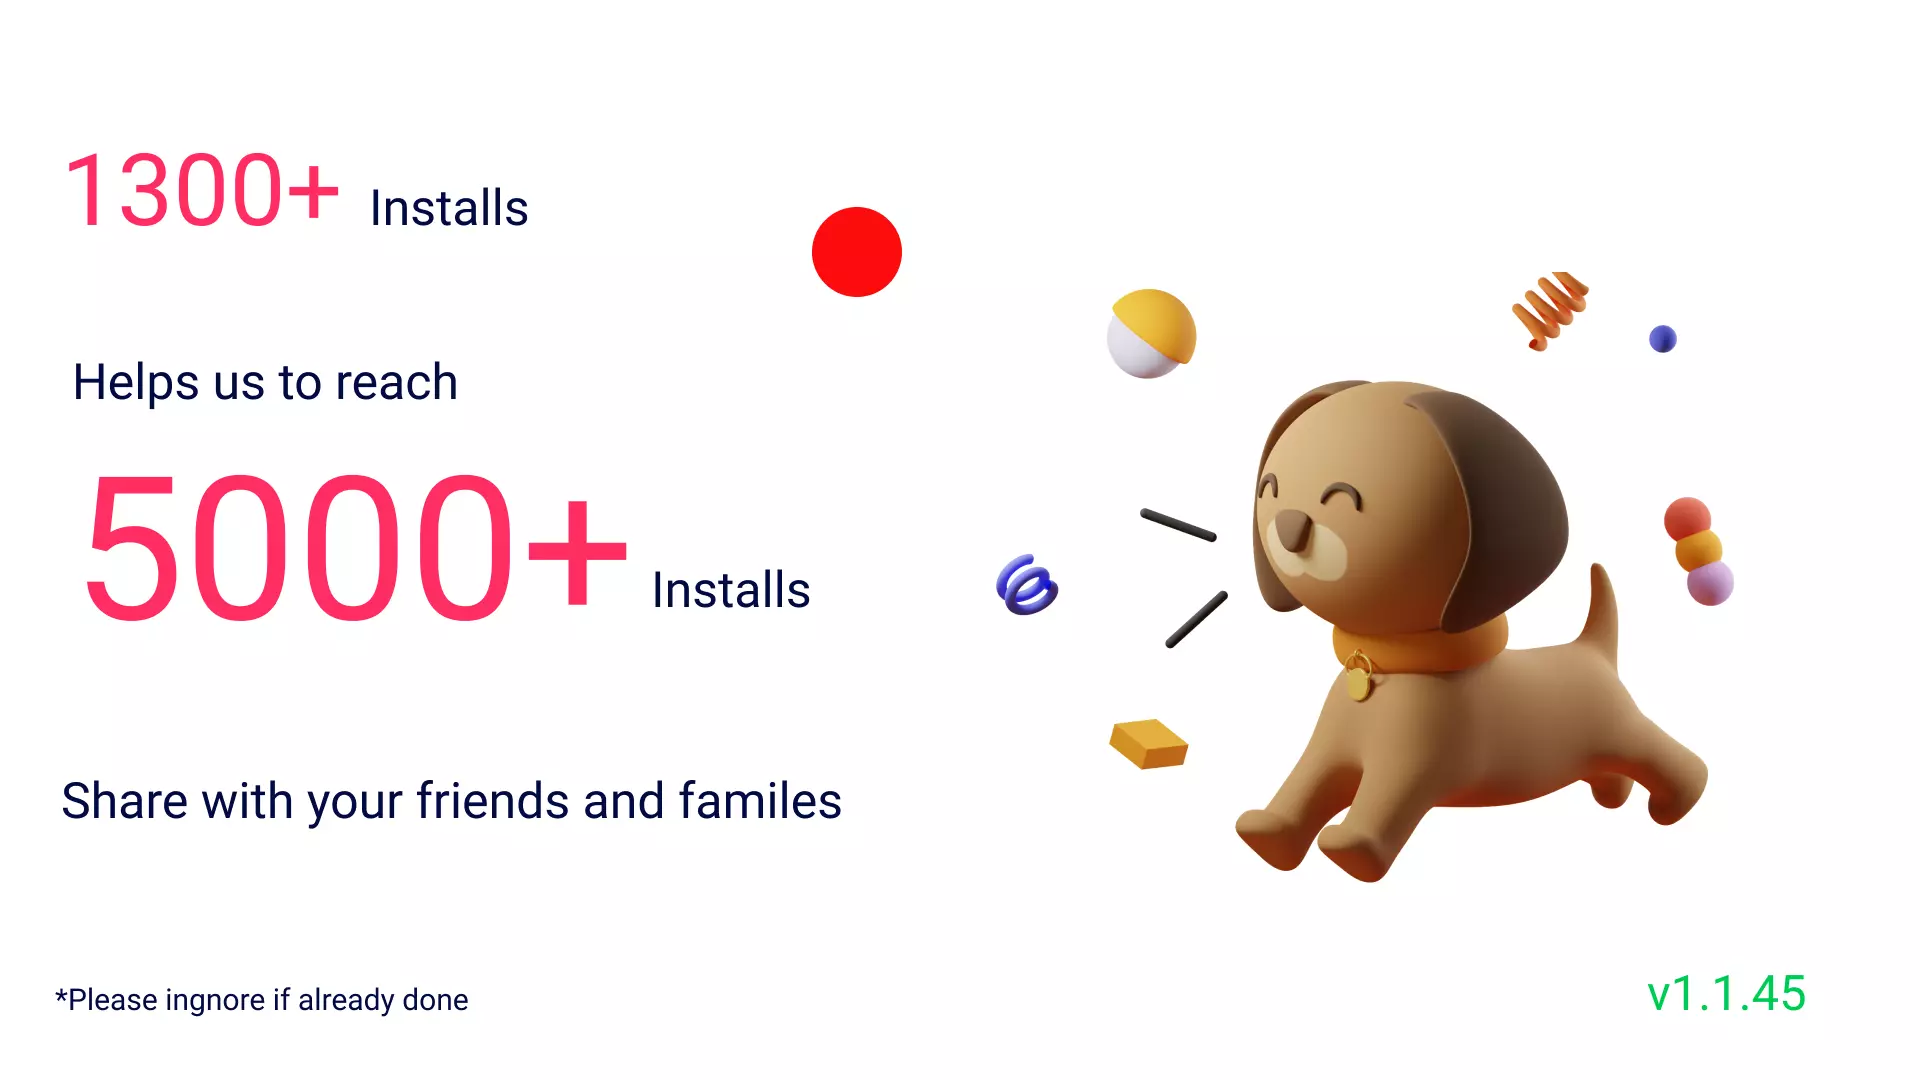 1300+ Installs
Helps us to reach
5000+ Installs
Share with your friends and familes
*Please ingnore if already done
v1.1.45